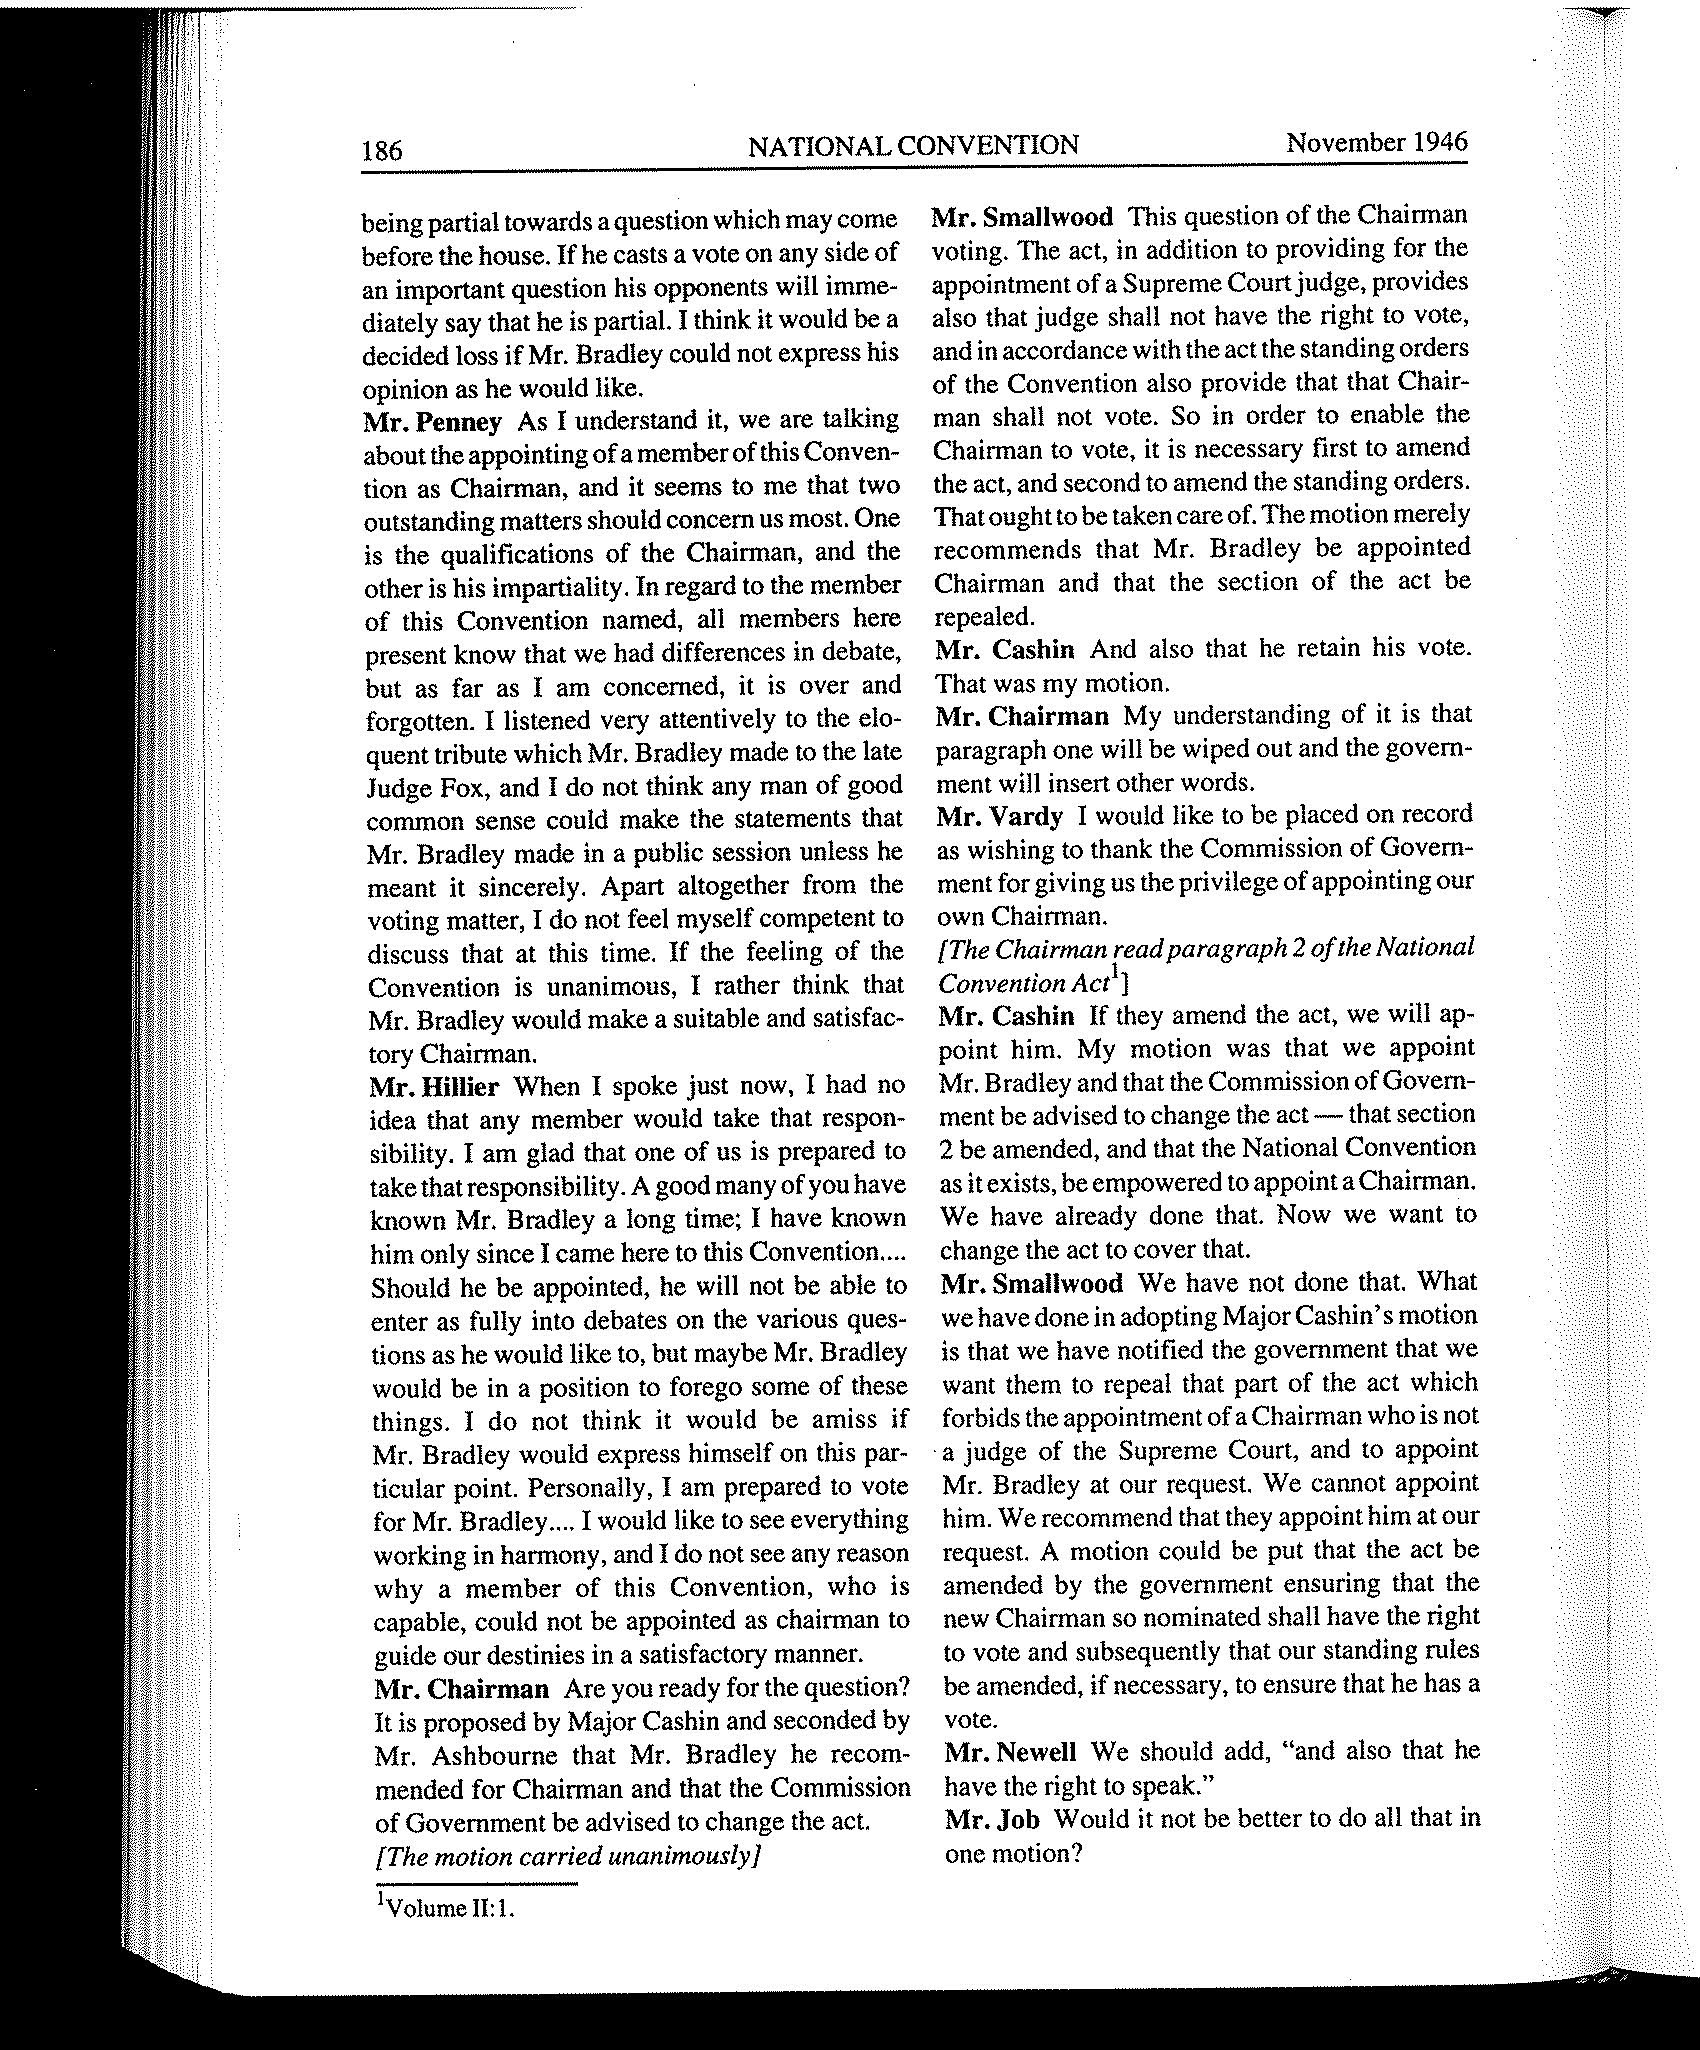 186 NATIONAL CONVENTION November 1946
being partial towards a question which may come
before the house. If he casts a vote on any side of
an important question his opponents will imme-
diately say that he is partial. I think it would be a
decided loss if Mr. Bradley could not express his
opinion as he would like.
Mr. Penney As I understand it, we are talking
about the appointing of a member of this Conven-
tion as Chairman, and it seems to me that two
outstanding matters should concern us most. One
is the qualifications of the Chairman, and the
other is his impartiality. In regard to the member
of this Convention named, all members here
present know that we had differences in debate,
but as far as I am concerned, it is over and
forgotten. I listened very attentively to the elo-
quent tribute which Mr. Bradley made to the late
Judge Fox, and I do not think any man of good
common sense could make the statements that
Mr. Bradley made in a public session unless he
meant it sincerely. Apart altogether from the
voting matter, I do not feel myself competent to
discuss that at this time. If the feeling of the
Convention is unanimous, I rather think that
Mr. Bradley would make a suitable and satisfac-
tory Chairman.
Mr. Hillier When I spoke just now, I had no
idea that any member would take that respon-
sibility. I am glad that one of us is prepared to
take that responsibility. A good many of you have
known Mr. Bradley a long time; I have known
him only since I came here to this Convention....
Should he be appointed, he will not be able to
enter as fully into debates on the various ques-
tions as he would like to, but maybe Mr. Bradley
would be in a position to forego some of these
things. I do not think it would be amiss if
Mr. Bradley would express himself on this par-
ticular point. Personally, I am prepared to vote
for Mr. Bradley.... I would like to see everything
working in harmony, and I do not see any reason
why a member of this Convention, who is
capable, could not be appointed as chairman to
guide our destinies in a satisfactory manner.
Mr. Chairman Are you ready for the question?
It is proposed by Major Cashin and seconded by
Mr. Ashbourne that Mr. Bradley he recom-
mended for Chairman and that the Commission
of Government be advised to change the act.
[The motion carried unanimously]
Mr. Smallwood This question of the Chairman
voting. The act, in addition to providing for the
appointment of a Supreme Court judge, provides
also that judge shall not have the right to vote,
and in accordance with the act the standing orders
of the Convention also provide that that Chair-
man shall not vote. So in order to enable the
Chairman to vote, it is necessary first to amend
the act, and second to amend the standing orders.
That ought to be taken care of. The motion merely
recommends that Mr. Bradley be appointed
Chairman and that the section of the act be
repealed.
Mr. Cashin And also that he retain his vote.
That was my motion.
Mr. Chairman My understanding of it is that
paragraph one will be wiped out and the govern-
ment will insert other words.
Mr. Vardy I would like to be placed on record
as wishing to thank the Commission of Govern-
ment for giving us the privilege of appointing our
own Chairman.
[The Chairman read paragraph 2 of the National
Convention Act¹]
Mr. Cashin If they amend the act, we will ap-
point him. My motion was that we appoint
Mr. Bradley and that the Commission of Govern-
ment be advised to change the act — that section
2 be amended, and that the National Convention
as it exists, be empowered to appoint a Chairman.
We have already done that. Now we want to
change the act to cover that.
Mr. Smallwood We have not done that. What
we have done in adopting Major Cashin's motion
is that we have notified the government that we
want them to repeal that part of the act which
forbids the appointment of a Chairman who is not
a judge of the Supreme Court, and to appoint
Mr. Bradley at our request. We cannot appoint
him. We recommend that they appoint him at our
request. A motion could be put that the act be
amended by the government ensuring that the
new Chairman so nominated shall have the right
to vote and subsequently that our standing rules
be amended, if necessary, to ensure that he has a
vote.
Mr. Newell We should add, “and also that he
have the right to speak.”
Mr. Job Would it not be better to do all that in
one motion?
¹Volume II:1.